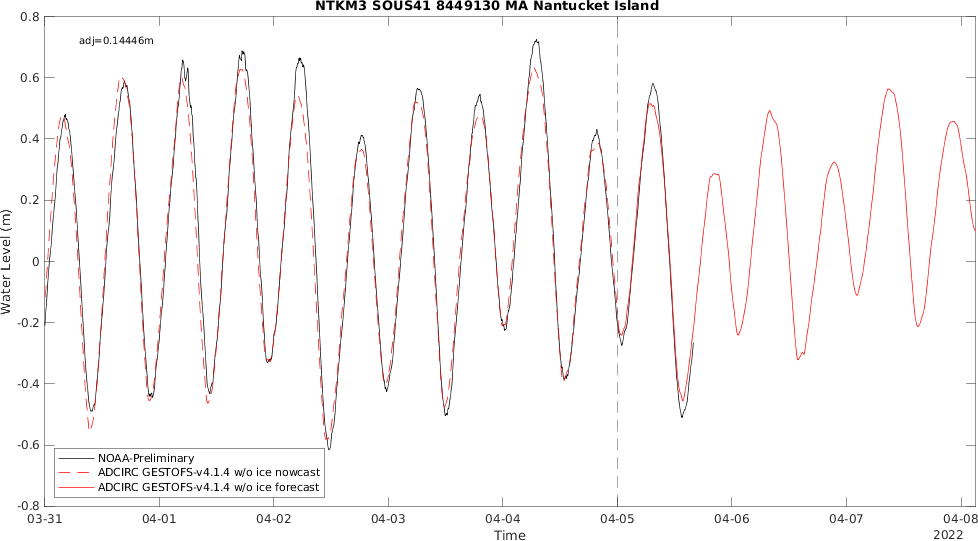 NTKM3 SOUS41 8449130 MA Nantucket Island
adj=0.14446m
0.8
0.6
0.4
0.2
0
-0.2
-0.4
-0.6
-0.8
Water Level (m)
NOAA-Preliminary
ADCIRC GESTOFS-v4.1.4 w/o ice nowcast
ADCIRC GESTOFS-v4.1.4 w/o ice forecast
03-31 04-01 04-02 04-03 04-04 04-05 04-06 04-07 04-08
Time
2022